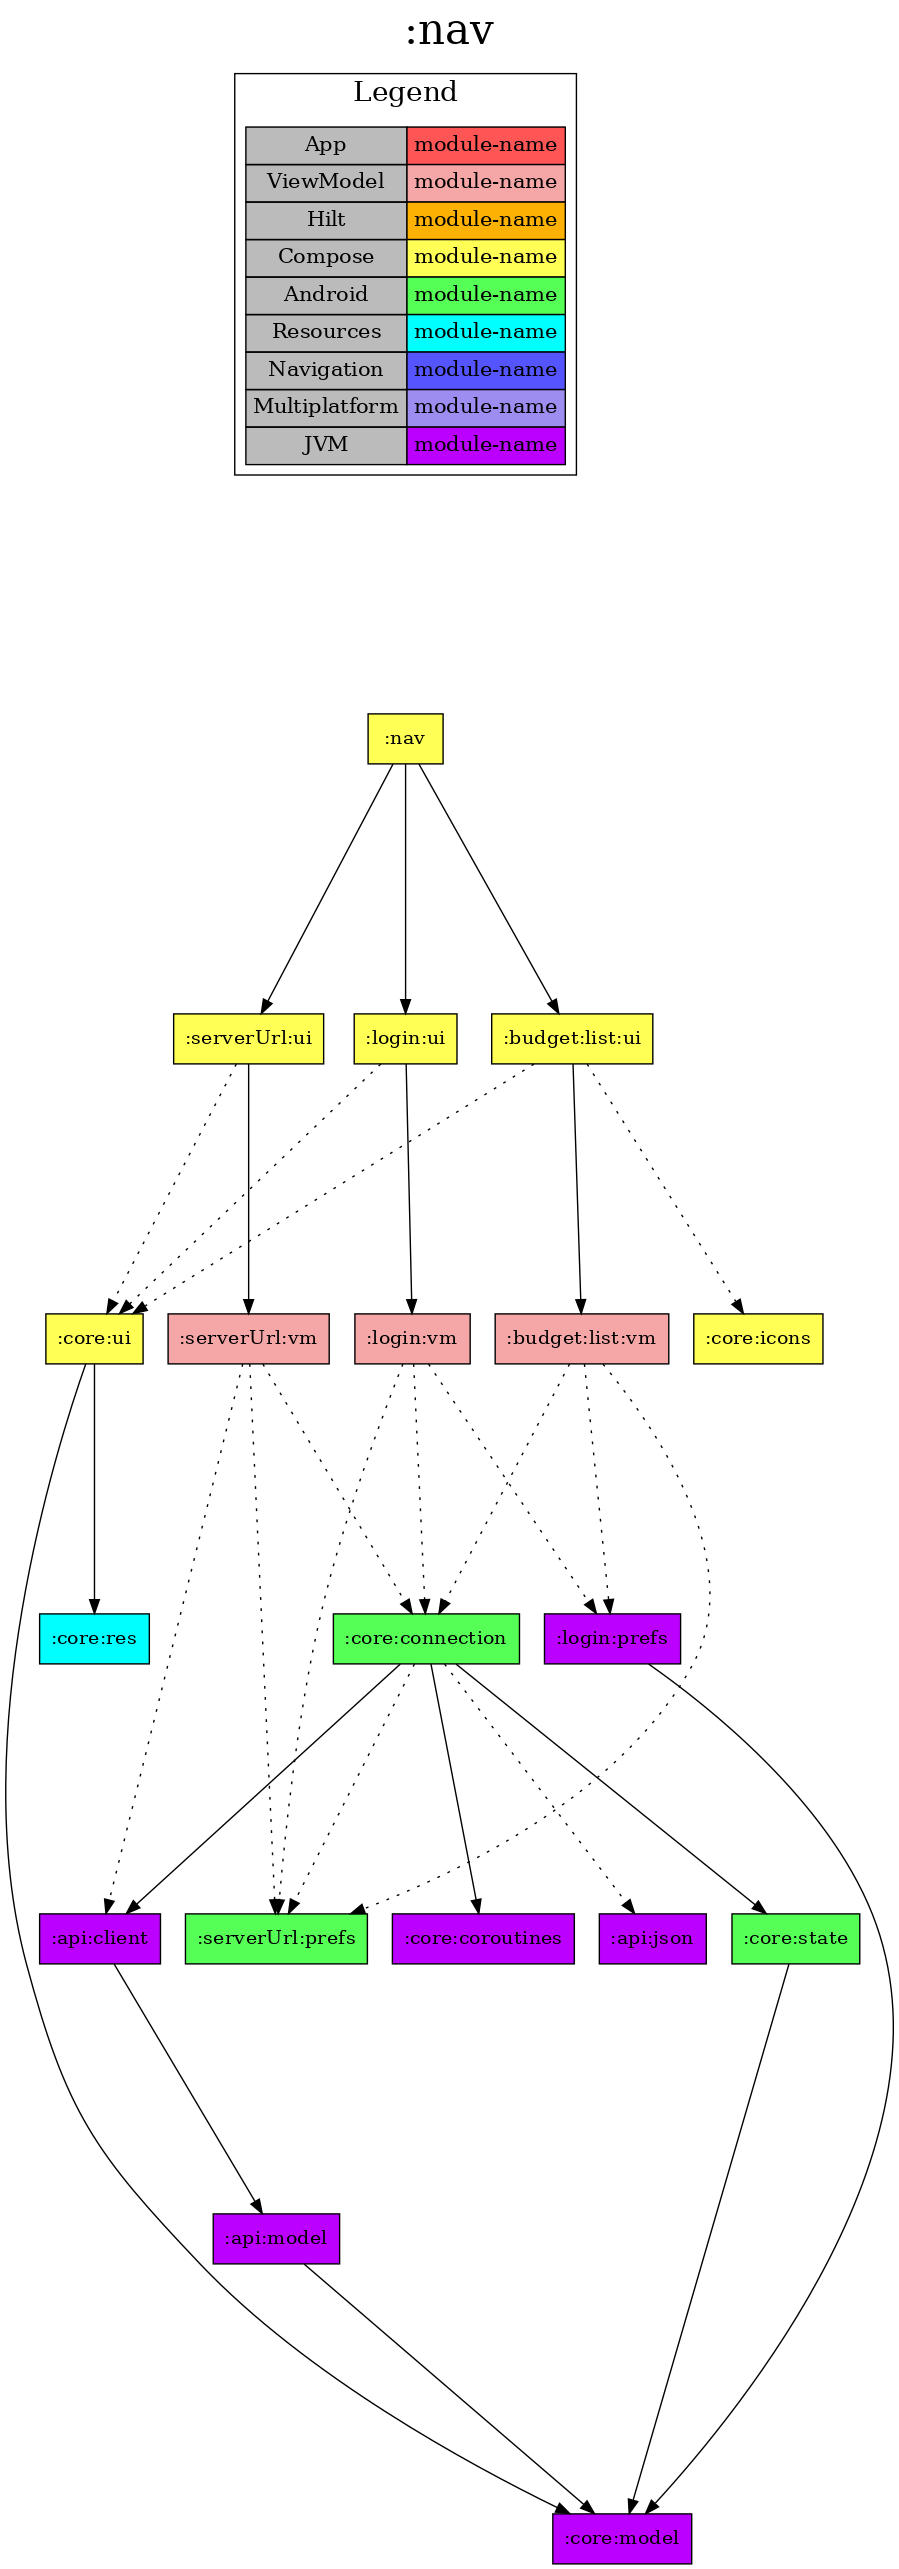 :nav
Legend
App module-name
ViewModel module-name
Hilt module-name
Compose module-name
Android module-name
Resources module-name
Navigation module-name
Multiplatform module-name
JVM module-name
:nav
:serverUrl:ui :login:ui :budget:list:ui
:core:ui :serverUrl:vm :login:vm :budget:list:vm :core:icons
:core:res :core:connection :login:prefs
:api:client :serverUrl:prefs :core:coroutines :api:json :core:state
:api:model
:core:model